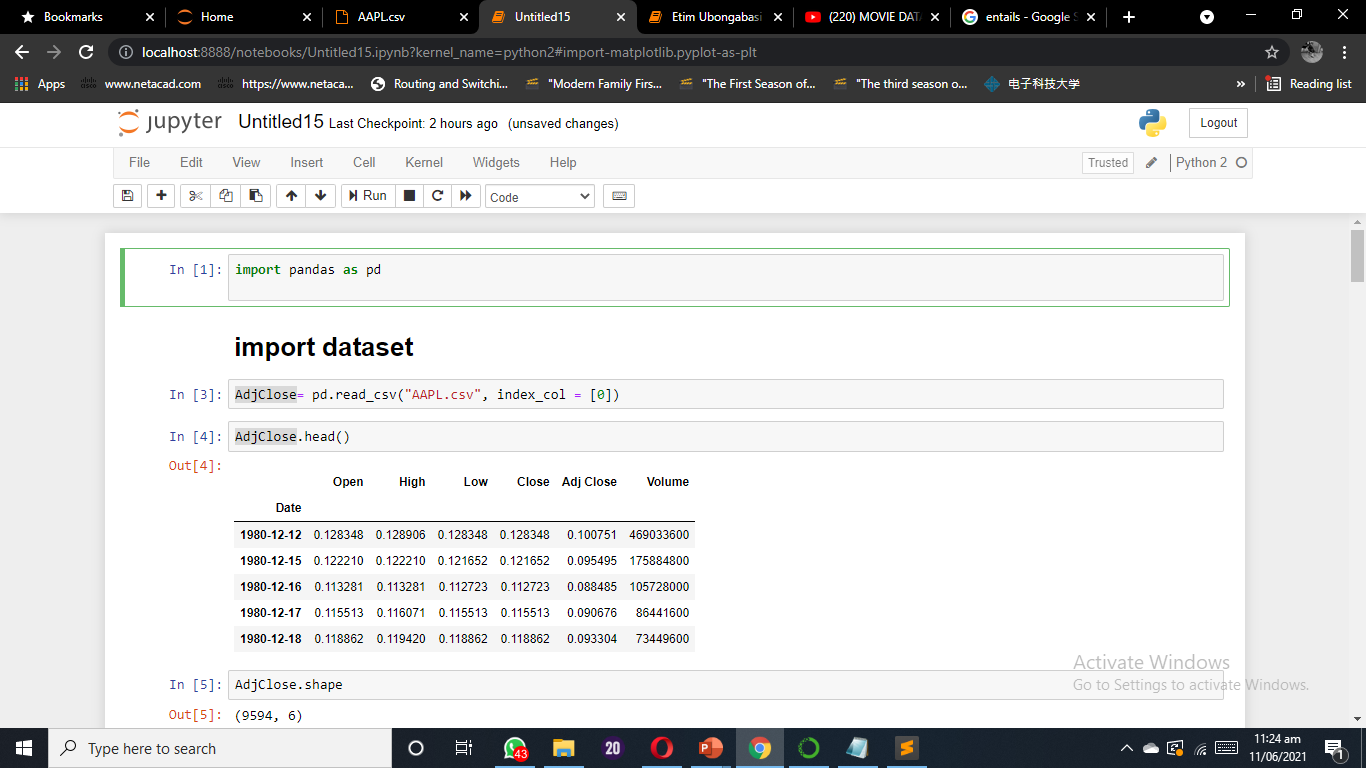 Bookmarks
Home
AAPL.csv
Untitled15
Etim Ubongabasi
(220) MOVIE DATA
entails - Google S
localhost:8888/notebooks/Untitled15.ipynb?kernel_name=python2#import-matplotlib.pyplot-as-plt
Apps
www.netacad.com
https://www.netaca...
Routing and Switchi...
"Modern Family Firs...
"The First Season of...
"The third season o...
电子科技大学
»
Reading list
jupyter Untitled15 Last Checkpoint: 2 hours ago (unsaved changes)
Logout
File Edit View Insert Cell Kernel Widgets Help
Trusted
Python 2
Run
Code
In [1]: import pandas as pd
import dataset
In [3]: AdjClose= pd.read_csv("AAPL.csv", index_col = [0])
In [4]: AdjClose.head()
Out[4]:
Open High Low Close Adj Close Volume
Date
1980-12-12 0.128348 0.128906 0.128348 0.128348 0.100751 469033600
1980-12-15 0.122210 0.122210 0.121652 0.121652 0.095495 175884800
1980-12-16 0.113281 0.113281 0.112723 0.112723 0.088485 105728000
1980-12-17 0.115513 0.116071 0.115513 0.115513 0.090676 86441600
1980-12-18 0.118862 0.119420 0.118862 0.118862 0.093304 73449600
Activate Windows
Go to Settings to activate Windows.
In [5]: AdjClose.shape
Out[5]: (9594, 6)
Type here to search
43
20
11:24 am
11/06/2021
1